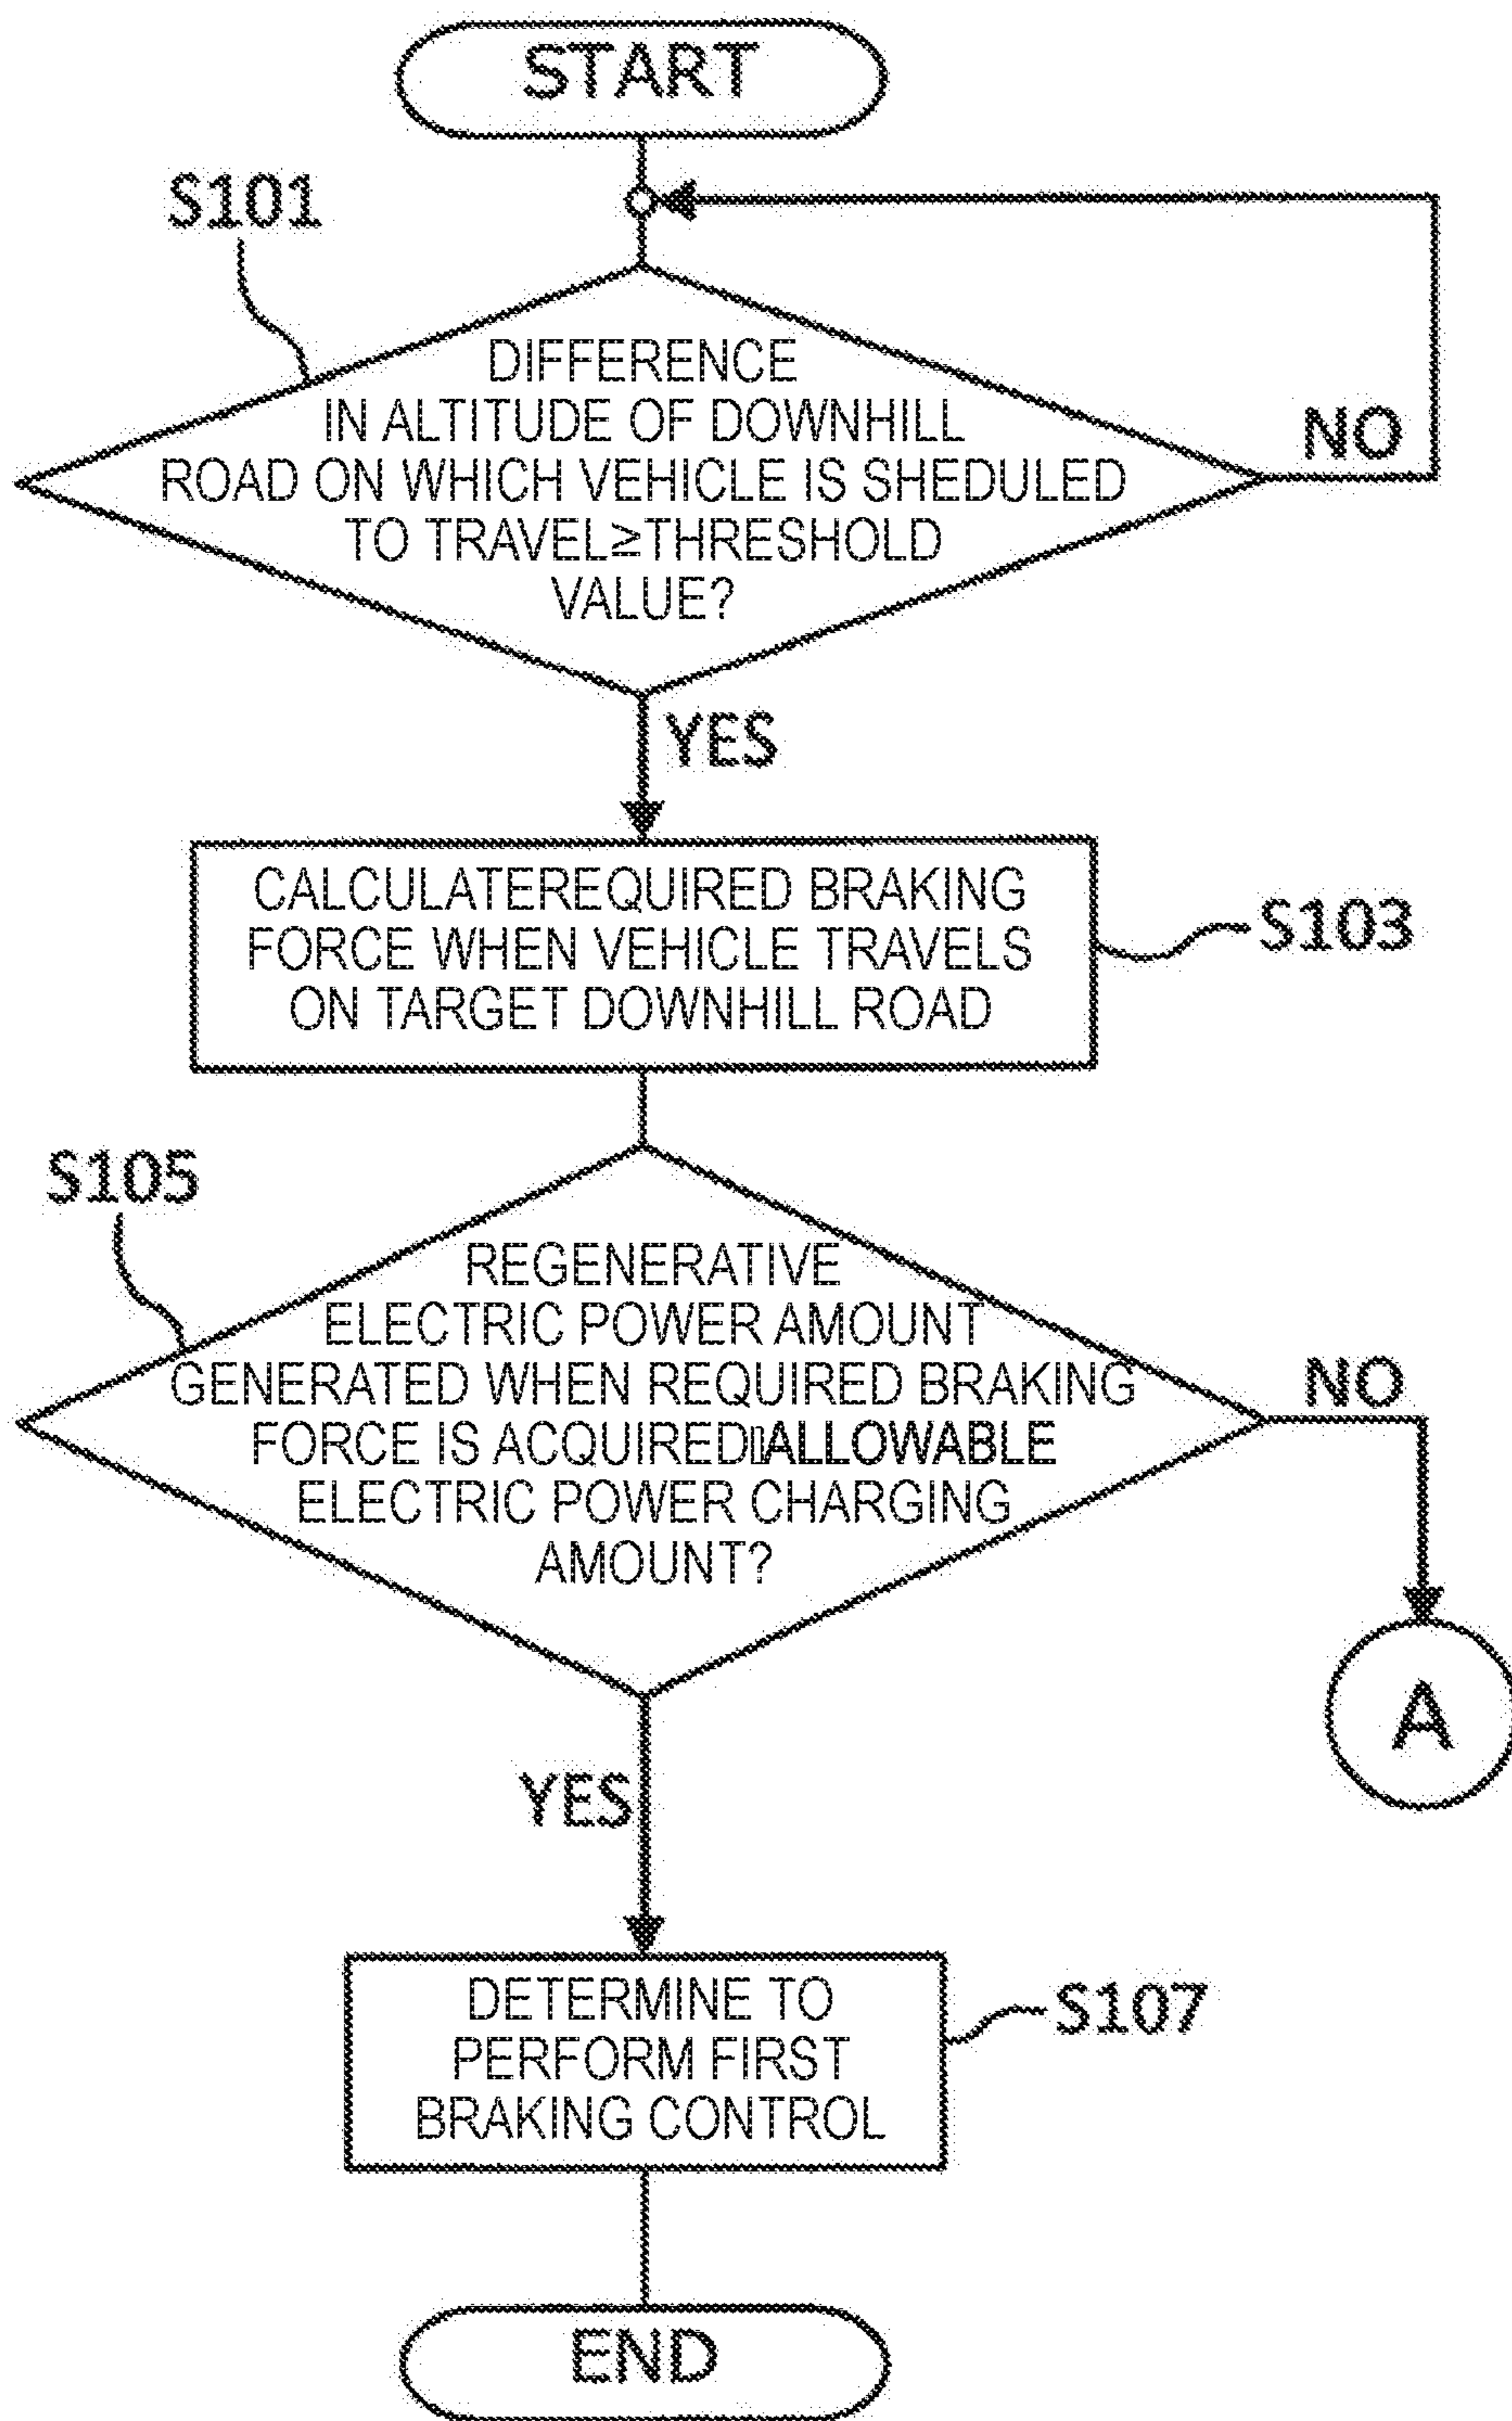 START
S101
DIFFERENCE
IN ALTITUDE OF DOWNHILL
ROAD ON WHICH VEHICLE IS SHEDULED
TO TRAVEL≥THRESHOLD
VALUE?
NO
YES
CALCULATEREQUIRED BRAKING
FORCE WHEN VEHICLE TRAVELS
ON TARGET DOWNHILL ROAD
S103
S105
REGENERATIVE
ELECTRIC POWER AMOUNT
GENERATED WHEN REQUIRED BRAKING
FORCE IS ACQUIRED ALLOWABLE
ELECTRIC POWER CHARGING
AMOUNT?
NO
A
YES
DETERMINE TO
PERFORM FIRST
BRAKING CONTROL
S107
END